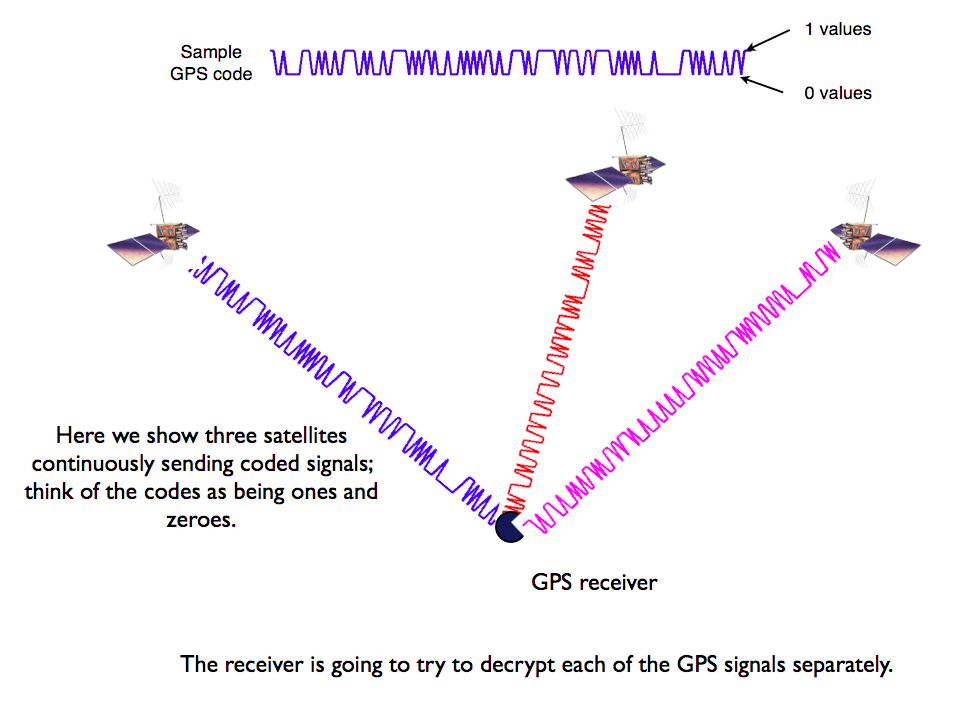 Sample
GPS code
1 values
0 values
Here we show three satellites
continuously sending coded signals;
think of the codes as being ones and
zeroes.
GPS receiver
The receiver is going to try to decrypt each of the GPS signals separately.